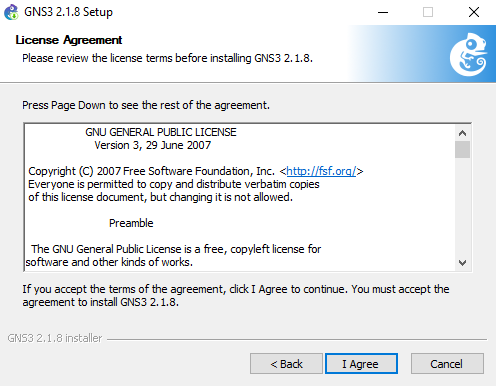 GNS3 2.1.8 Setup
License Agreement
Please review the license terms before installing GNS3 2.1.8.
Press Page Down to see the rest of the agreement.
GNU GENERAL PUBLIC LICENSE
Version 3, 29 June 2007
Copyright (C) 2007 Free Software Foundation, Inc. <http://fsf.org/>
Everyone is permitted to copy and distribute verbatim copies
of this license document, but changing it is not allowed.
Preamble
The GNU General Public License is a free, copyleft license for
software and other kinds of works.
If you accept the terms of the agreement, click I Agree to continue. You must accept the
agreement to install GNS3 2.1.8.
GNS3 2.1.8 installer
< Back I Agree Cancel